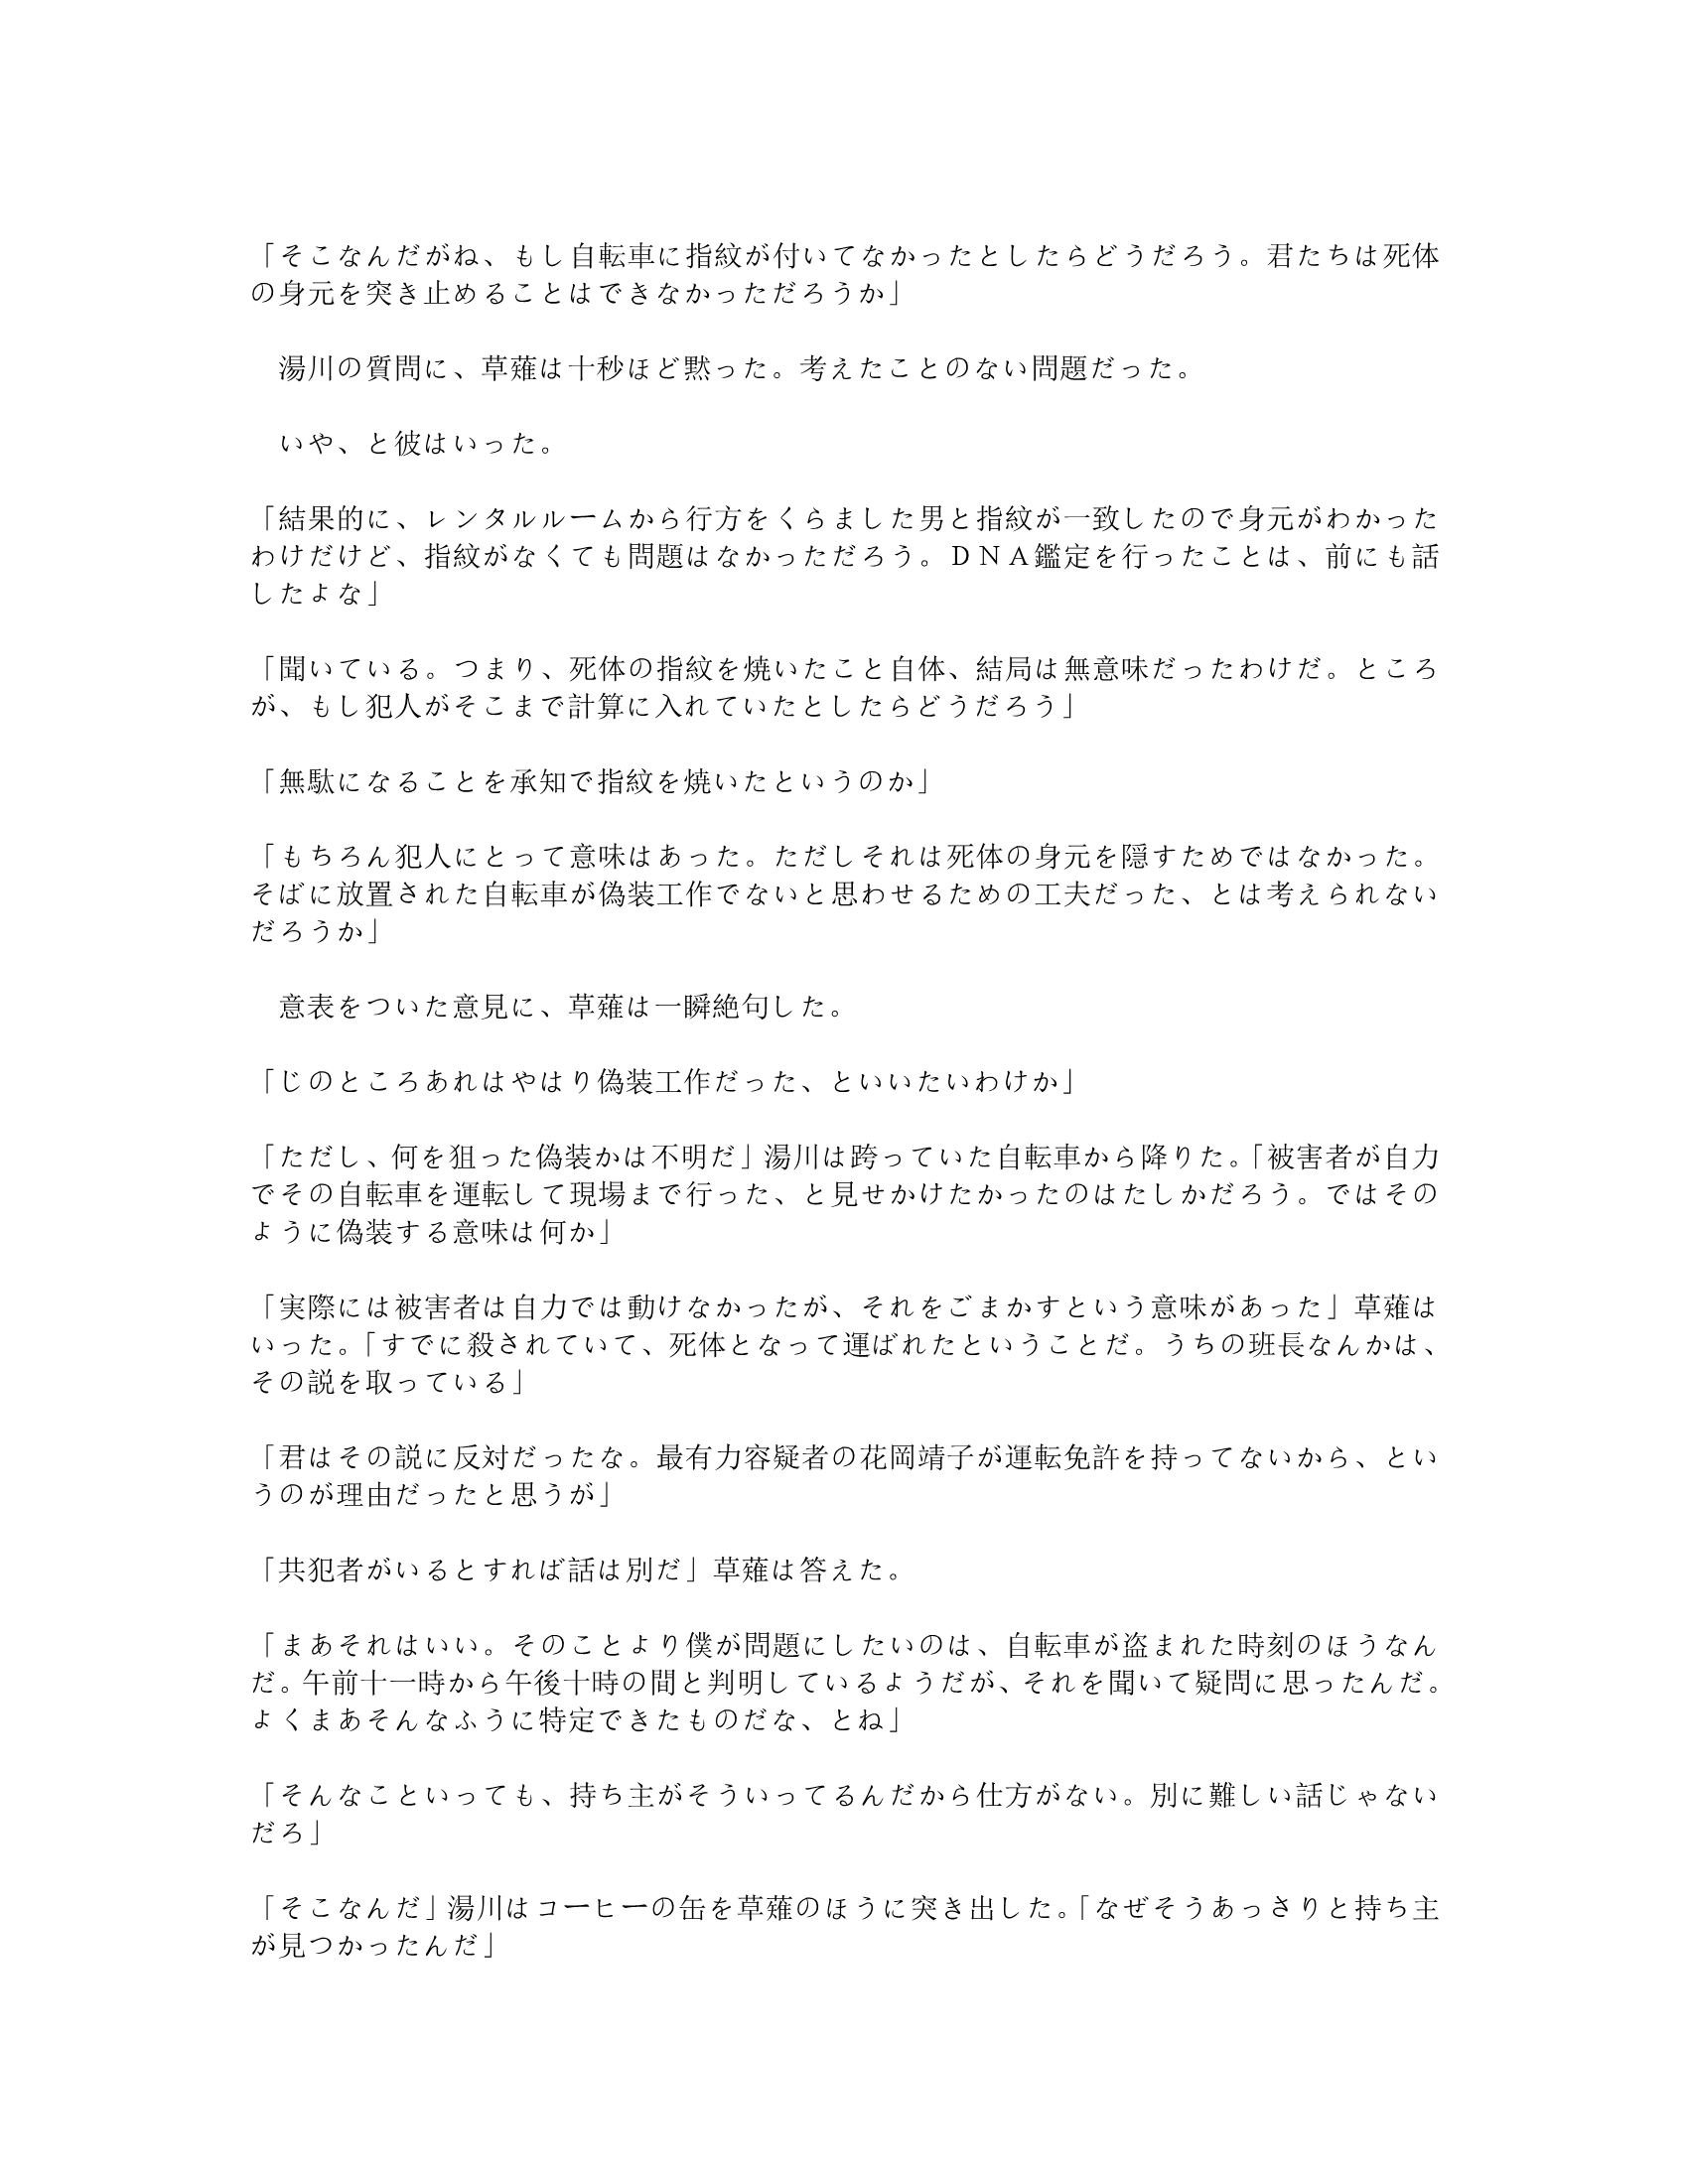 「そこなんだがね、もし自転車に指紋が付いてなかったとしたらどうだろう。君たちは死体
の身元を突き止めることはできなかっただろうか」
　湯川の質問に、草薙は十秒ほど黙った。考えたことのない問題だった。
　いや、と彼はいった。
「結果的に、レンタルルームから行方をくらました男と指紋が一致したので身元がわかった
わけだけど、指紋がなくても問題はなかっただろう。ＤＮＡ鑑定を行ったことは、前にも話
したよな」
「聞いている。つまり、死体の指紋を焼いたこと自体、結局は無意味だったわけだ。ところ
が、もし犯人がそこまで計算に入れていたとしたらどうだろう」
「無駄になることを承知で指紋を焼いたというのか」
「もちろん犯人にとって意味はあった。ただしそれは死体の身元を隠すためではなかった。
そばに放置された自転車が偽装工作でないと思わせるための工夫だった、とは考えられない
だろうか」
　意表をついた意見に、草薙は一瞬絶句した。
「じのところあれはやはり偽装工作だった、といいたいわけか」
「ただし、何を狙った偽装かは不明だ」湯川は跨っていた自転車から降りた。「被害者が自力
でその自転車を運転して現場まで行った、と見せかけたかったのはたしかだろう。ではその
ように偽装する意味は何か」
「実際には被害者は自力では動けなかったが、それをごまかすという意味があった」草薙は
いった。「すでに殺されていて、死体となって運ばれたということだ。うちの班長なんかは、
その説を取っている」
「君はその説に反対だったな。最有力容疑者の花岡靖子が運転免許を持ってないから、とい
うのが理由だったと思うが」
「共犯者がいるとすれば話は別だ」草薙は答えた。
「まあそれはいい。そのことより僕が問題にしたいのは、自転車が盗まれた時刻のほうなん
だ。午前十一時から午後十時の間と判明しているようだが、それを聞いて疑問に思ったんだ。
よくまあそんなふうに特定できたものだな、とね」
「そんなこといっても、持ち主がそういってるんだから仕方がない。別に難しい話じゃない
だろ」
「そこなんだ」湯川はコーヒーの缶を草薙のほうに突き出した。「なぜそうあっさりと持ち主
が見つかったんだ」